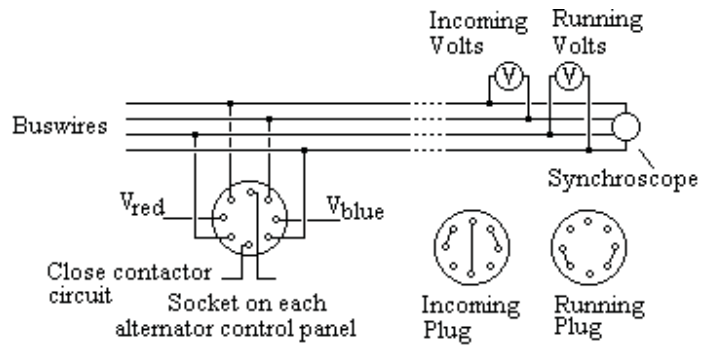 Incoming
Volts
Running
Volts
V
V
Buswires
Synchroscope
Vred
Vblue
Close contactor
circuit
Socket on each
alternator control panel
Incoming
Plug
Running
Plug